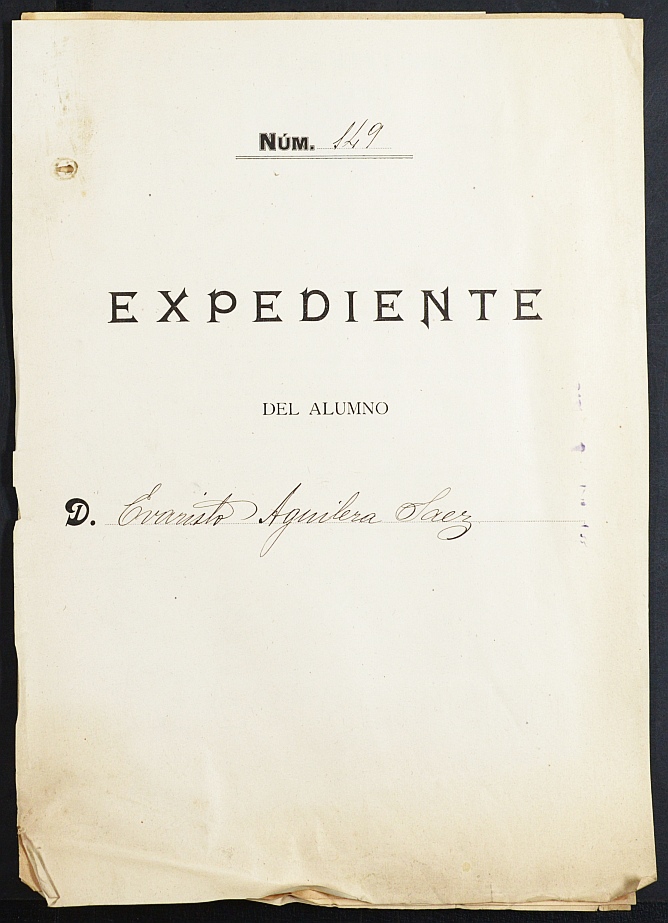 NÚM. 149
EXPEDIENTE
DEL ALUMNO
D. Evaristo Aguilera Saez